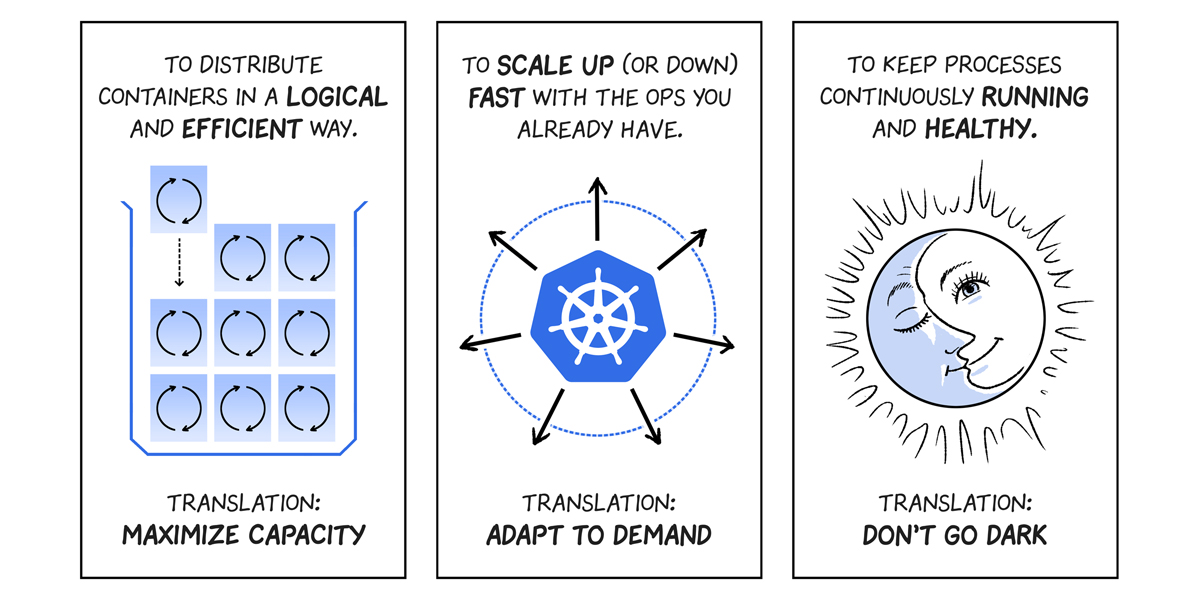 TO DISTRIBUTE
CONTAINERS IN A LOGICAL
AND EFFICIENT WAY.
TRANSLATION:
MAXIMIZE CAPACITY
TO SCALE UP (OR DOWN)
FAST WITH THE OPS YOU
ALREADY HAVE.
TRANSLATION:
ADAPT TO DEMAND
TO KEEP PROCESSES
CONTINUOUSLY RUNNING
AND HEALTHY.
TRANSLATION:
DON'T GO DARK